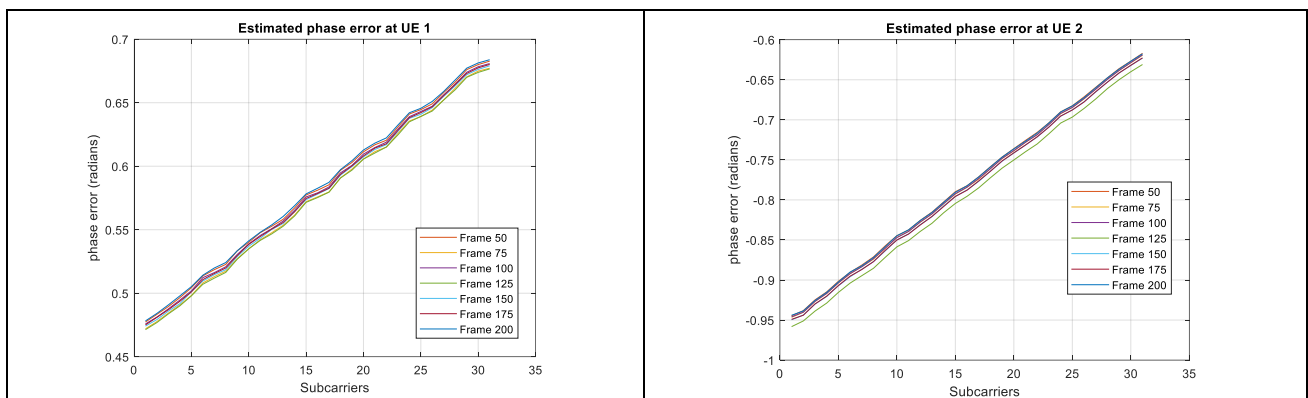 Estimated phase error at UE 1
0.7
0.65
0.6
0.55
0.5
0.45
phase error (radians)
Frame 50
Frame 75
Frame 100
Frame 125
Frame 150
Frame 175
Frame 200
0 5 10 15 20 25 30 35
Subcarriers
Estimated phase error at UE 2
-0.6
-0.65
-0.7
-0.75
-0.8
-0.85
-0.9
-0.95
-1
phase error (radians)
Frame 50
Frame 75
Frame 100
Frame 125
Frame 150
Frame 175
Frame 200
0 5 10 15 20 25 30 35
Subcarriers